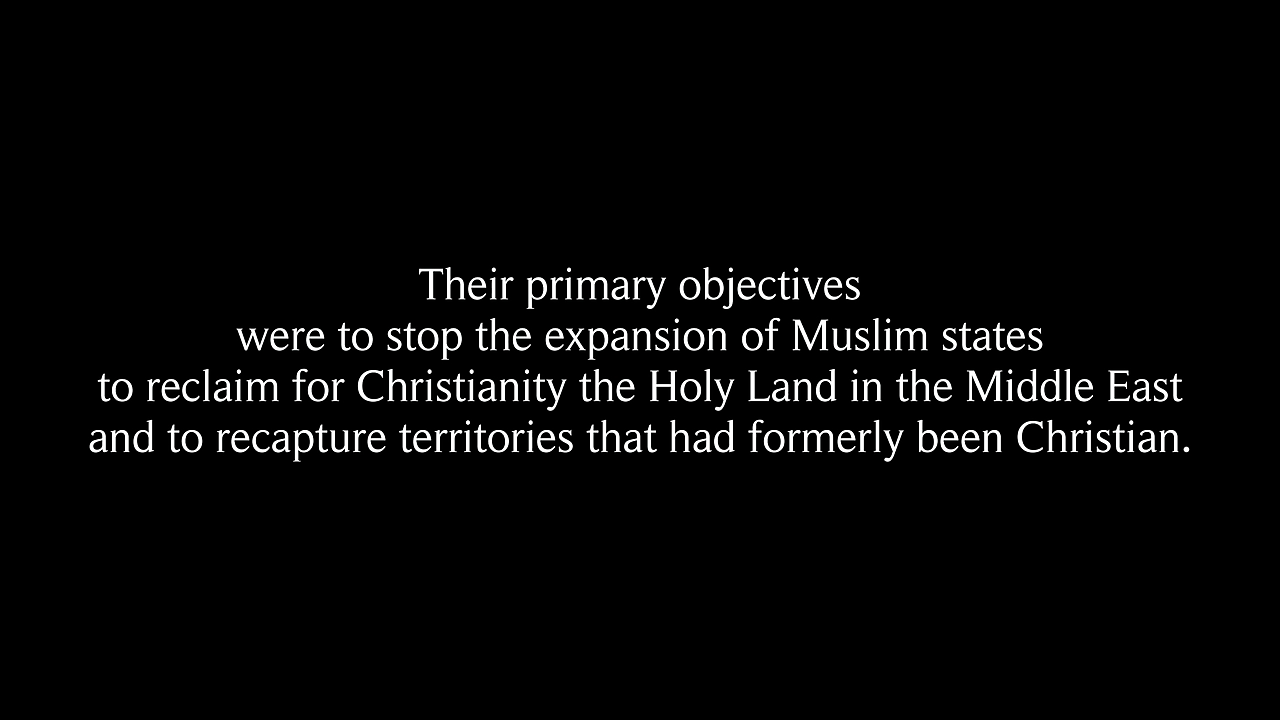 Their primary objectives
were to stop the expansion of Muslim states
to reclaim for Christianity the Holy Land in the Middle East
and to recapture territories that had formerly been Christian.